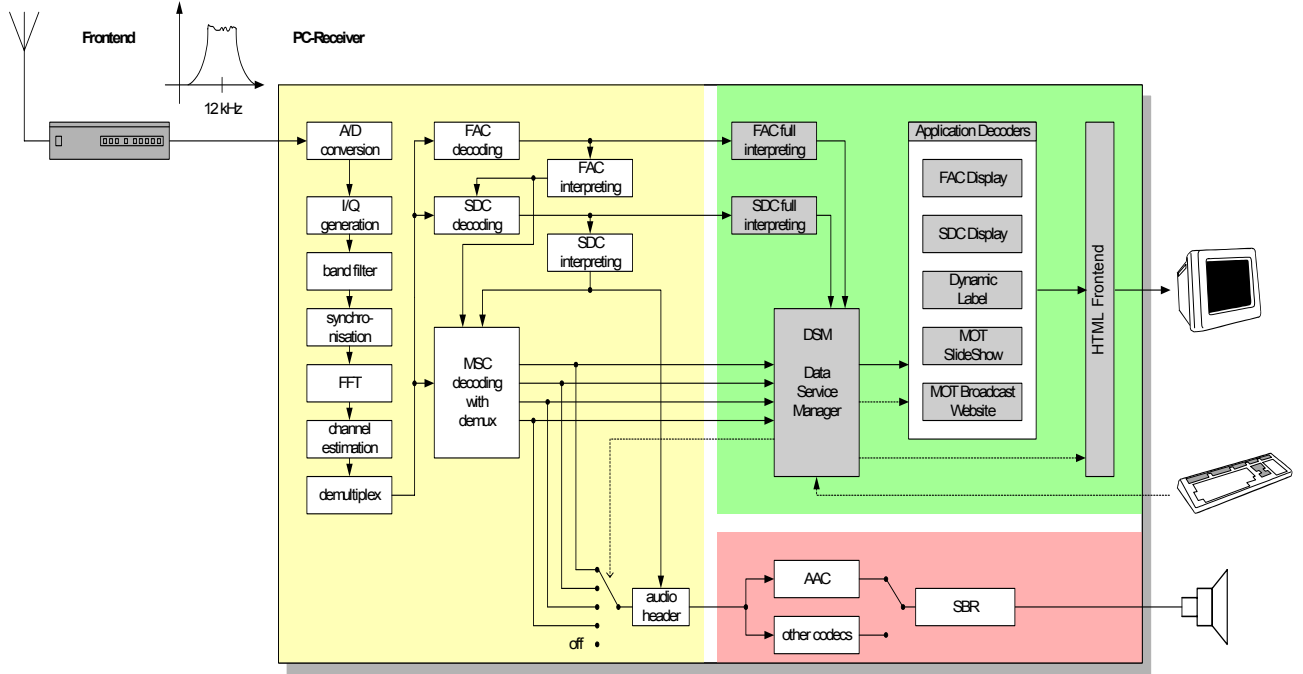 Frontend
PC-Receiver
12 kHz
A/D
conversion
I/Q
generation
band filter
synchro-
nisation
FFT
channel
estimation
demultiplex
FAC
decoding
FAC
interpreting
SDC
decoding
SDC
interpreting
MSC
decoding
with
demux
off
audio
header
FAC full
interpreting
SDC full
interpreting
DSM
Data
Service
Manager
Application Decoders
FAC Display
SDC Display
Dynamic
Label
MOT
SlideShow
MOT Broadcast
Website
HTML Frontend
AAC
other codecs
SBR